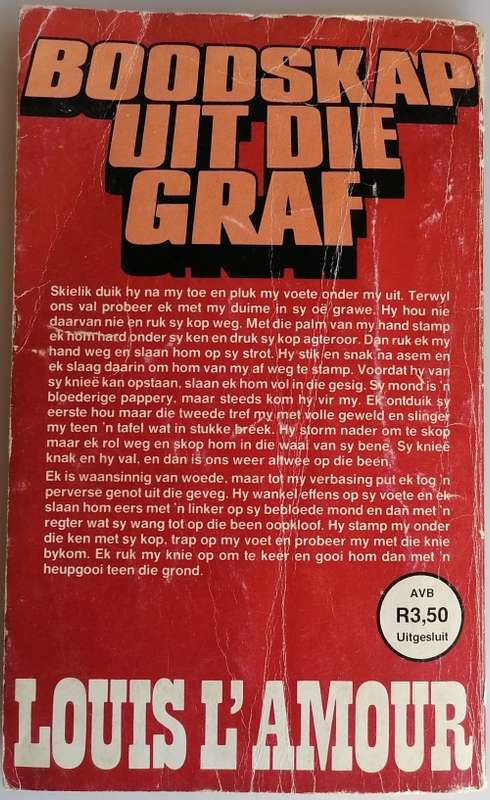 BOODSKAP
UIT DIE
GRAF
Skielik duik hy na my toe en pluk my voete onder my uit. Terwyl
ons val probeer ek met my duime in sy oë grawe. Hy hou nie
daarvan nie en ruk sy kop weg. Met die palm van my hand stamp
ek homhard onder sy ken en druk sy kop agteroor. Dan ruk ek my
hand weg en slaan hom op sy strot. Hy stik en snak na asem en
ek slaag daarin om hom van my af weg te stamp. Voordat hy van
sy knieë kan opstaan, slaan ek hom vol in die gesig. Sy mond is 'n
bloederige pappery, maar steeds kom hy vir my. Ek ontduik sy
eerste hou maar die tweede tref my met volle geweld en slinger
my teen 'n tafel wat in stukke breek. Hy storm nader om te skop
maar ek rol weg en skop hom in die waai van sy bene. Sy knieë
knak en hy val, en dan is ons weer altwee op die been.
Ek is waansinnig van woede, maar tot my verbasing put ek tog 'n
perverse genot uit die geveg. Hy wankel effens op sy voete en ek
slaan hom eers met 'n linker op sy bebloede mond en dan met 'n
regter wat sy wang tot op die been oopkloof. Hy stamp my onder
die ken met sy kop, trap op my voet en probeer my met die knie
bykom. Ek ruk my knie op om te keer en gooi hom dan met 'n
heupgooi teen die grond.
AVB
R3,50
Uitgesluit
LOUIS L'AMOUR